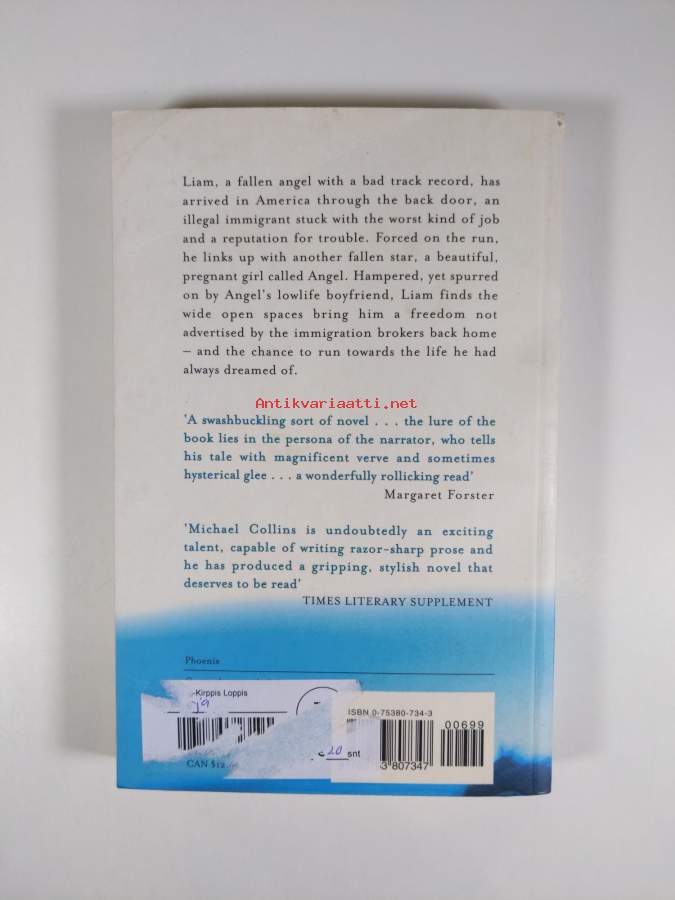 Liam, a fallen angel with a bad track record, has
arrived in America through the back door, an
illegal immigrant stuck with the worst kind of job
and a reputation for trouble. Forced on the run,
he links up with another fallen star, a beautiful,
pregnant girl called Angel. Hampered, yet spurred
on by Angel's lowlife boyfriend, Liam finds the
wide open spaces bring him a freedom not
advertised by the immigration brokers back home
– and the chance to run towards the life he had
always dreamed of.
Antikvariaatti.net
'A swashbuckling sort of novel . . . the lure of the
book lies in the persona of the narrator, who tells
his tale with magnificent verve and sometimes
hysterical glee . . . a wonderfully rollicking read'
Margaret Forster
'Michael Collins is undoubtedly an exciting
talent, capable of writing razor-sharp prose and
he has produced a gripping, stylish novel that
deserves to be read'
TIMES LITERARY SUPPLEMENT
Phoenix
-Kirppis Loppis
ISBN 0-75380-734-3
00699
20 snt
3 807347
CAN $12.